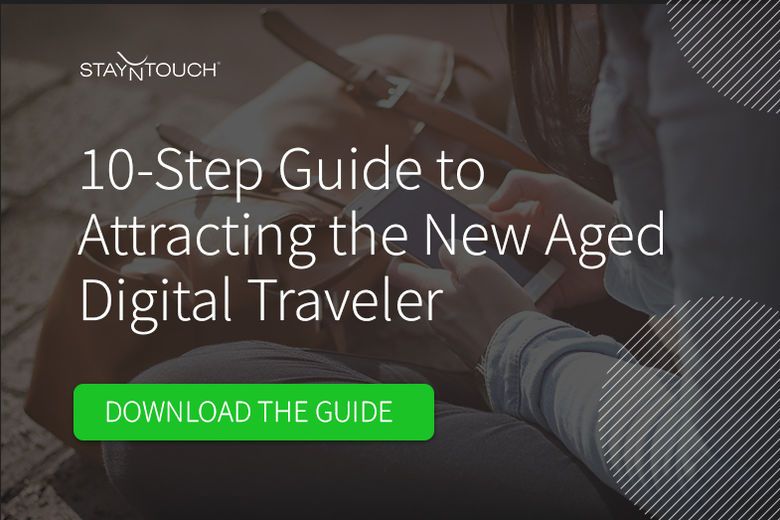 STAYNTOUCH®
10-Step Guide to
Attracting the New Aged
Digital Traveler
DOWNLOAD THE GUIDE